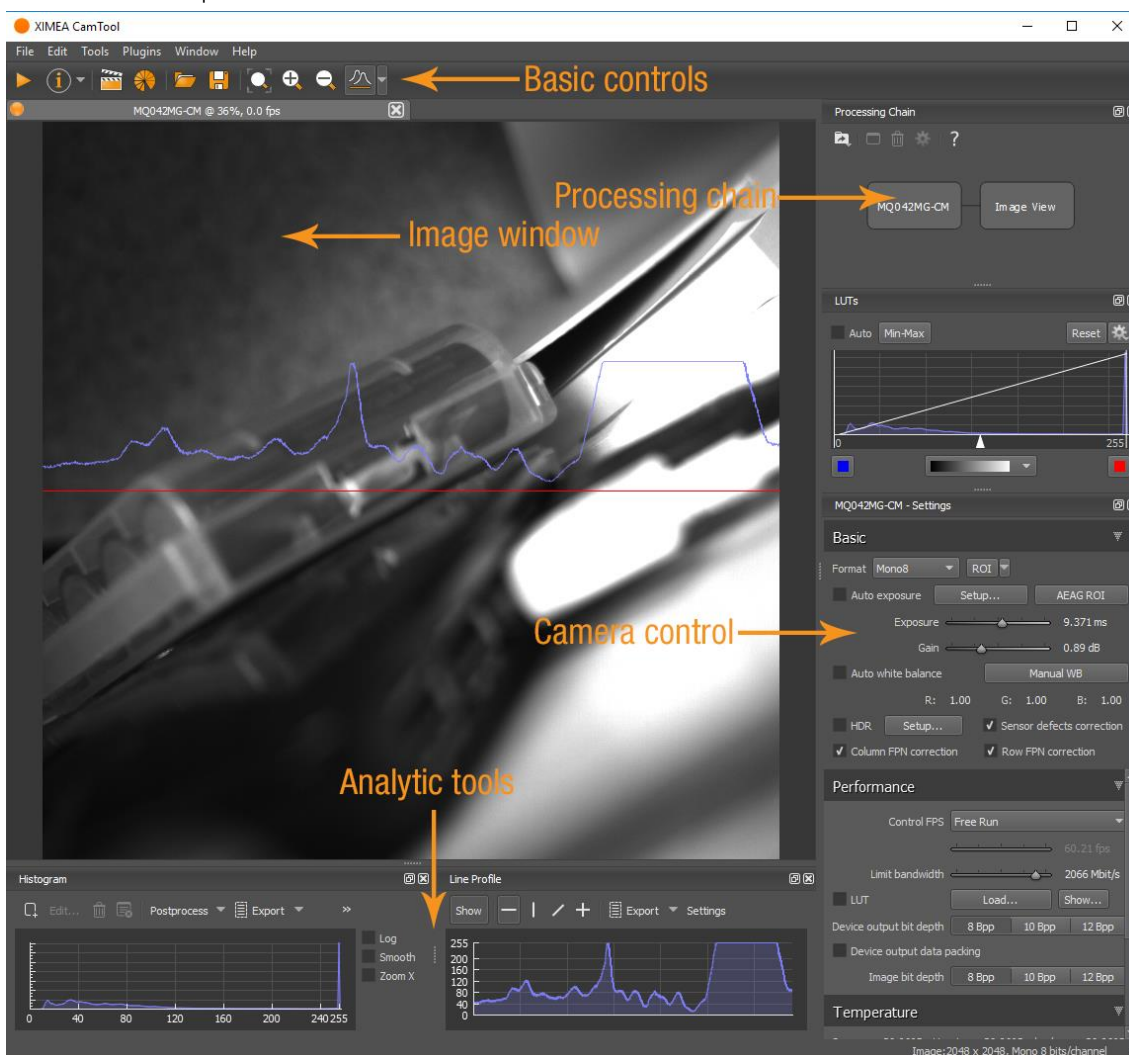 XIMEA CamTool
File Edit Tools Plugins Window Help
Basic controls
MQ042MG-CM @ 36%, 0.0 fps
Processing Chain
?
Processing chain
MQ042MG-CM
Image View
Image window
LUTs
Auto Min-Max Reset
0 255
MQ042MG-CM - Settings
Basic
Format Mono8 ROI
Auto exposure Setup... AEAG ROI
Exposure 9.371 ms
Camera control
Gain 0.89 dB
Auto white balance Manual WB
R: 1.00 G: 1.00 B: 1.00
HDR Setup... Sensor defects correction
Column FPN correction Row FPN correction
Analytic tools
Performance
Control FPS Free Run
60.21 fps
Limit bandwidth 2066 Mbit/s
LUT Load... Show...
Device output bit depth 8 Bpp 10 Bpp 12 Bpp
Device output data packing
Image bit depth 8 Bpp 10 Bpp 12 Bpp
Temperature
Histogram
Edit... Postprocess Export »
Log
Smooth
Zoom X
0 40 80 120 160 200 240 255
Line Profile
Show Export Settings
255
200
160
120
80
40
0
Image:2048 x 2048, Mono 8 bits/channel